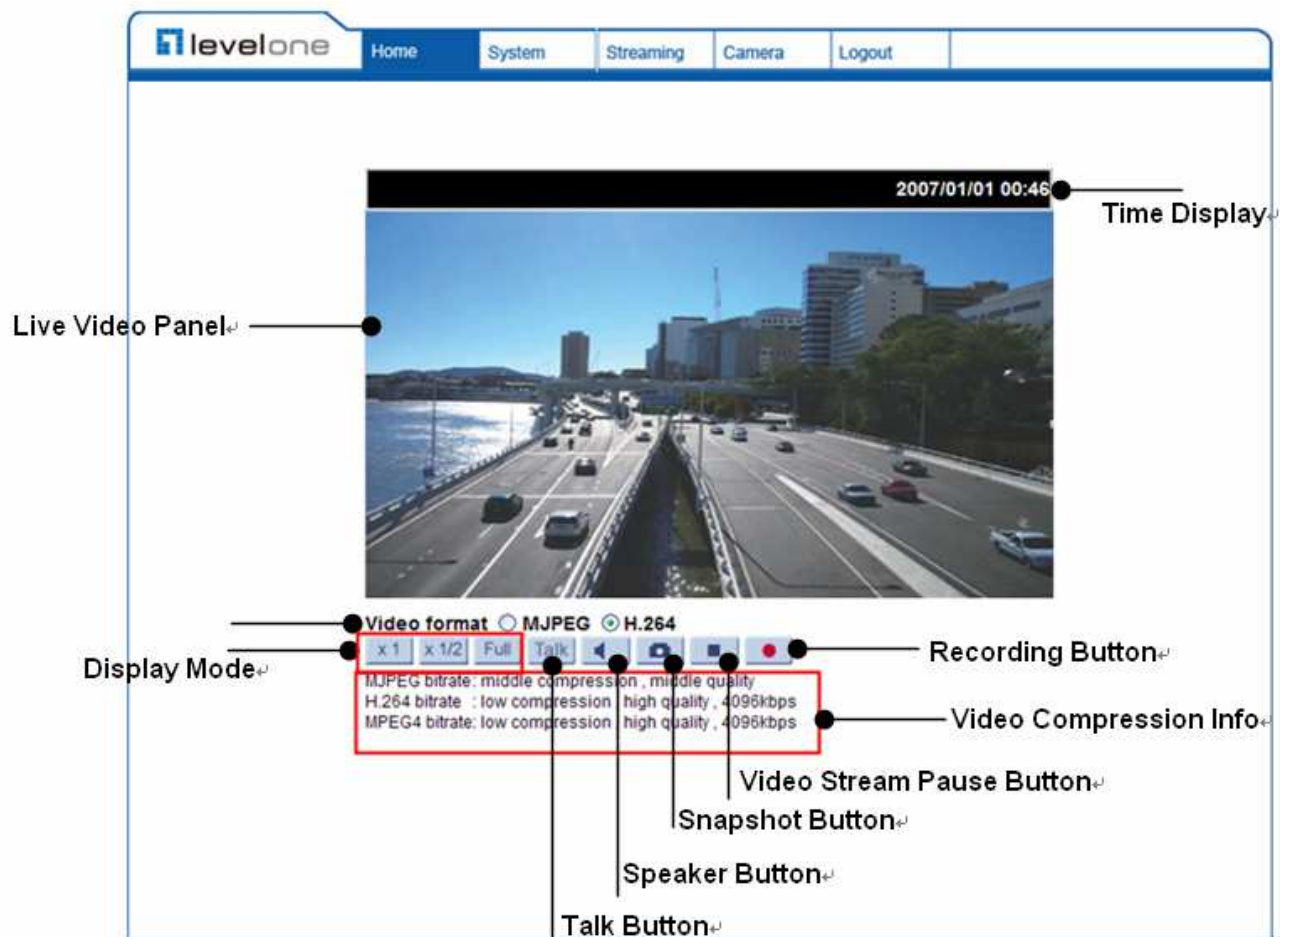 levelone
Home System Streaming Camera Logout
2007/01/01 00:46
Time Display
Live Video Panel
Video format MJPEG H.264
x 1 x 1/2 Full Talk
Display Mode
Recording Button
MJPEG bitrate: middle compression , middle quality
H.264 bitrate : low compression , high quality , 4096kbps
MPEG4 bitrate: low compression , high quality , 4096kbps
Video Compression Info
Video Stream Pause Button
Snapshot Button
Speaker Button
Talk Button